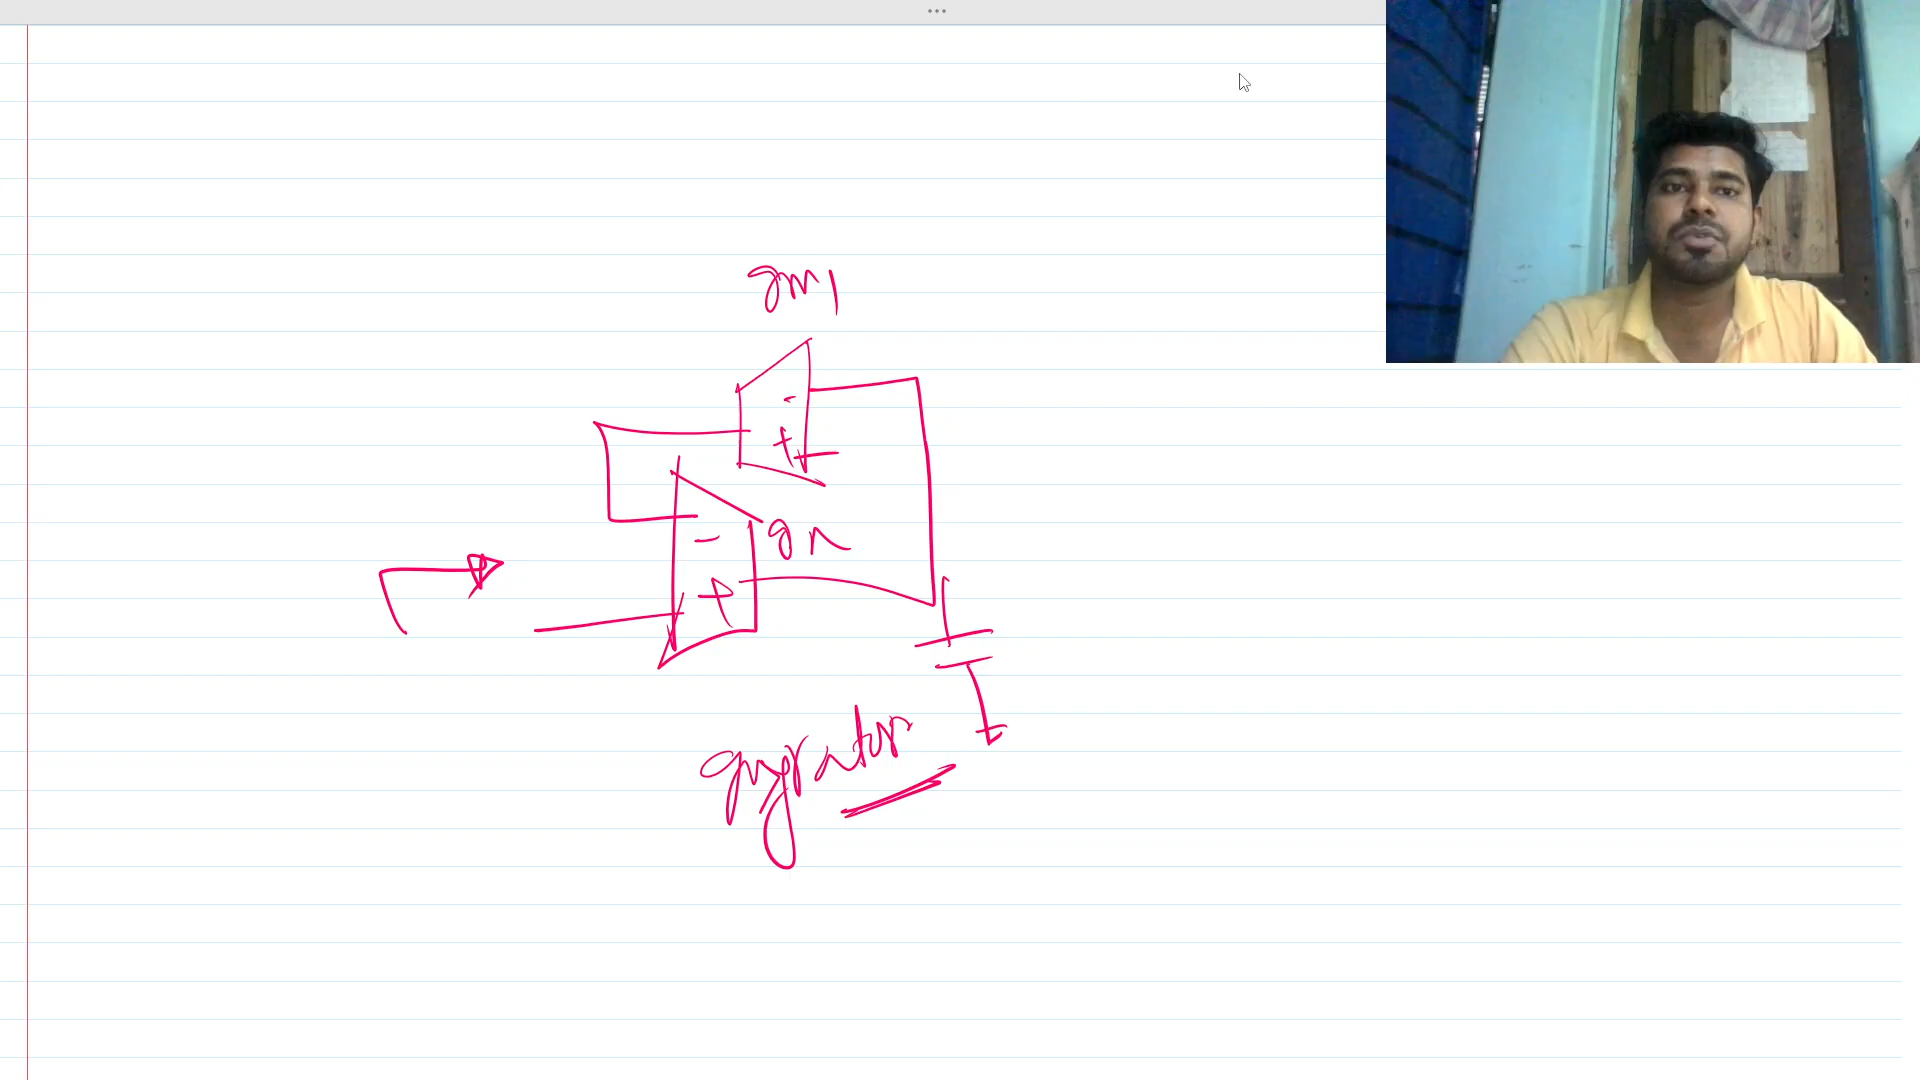 gm1
-
+
-
gm
+
gyrator